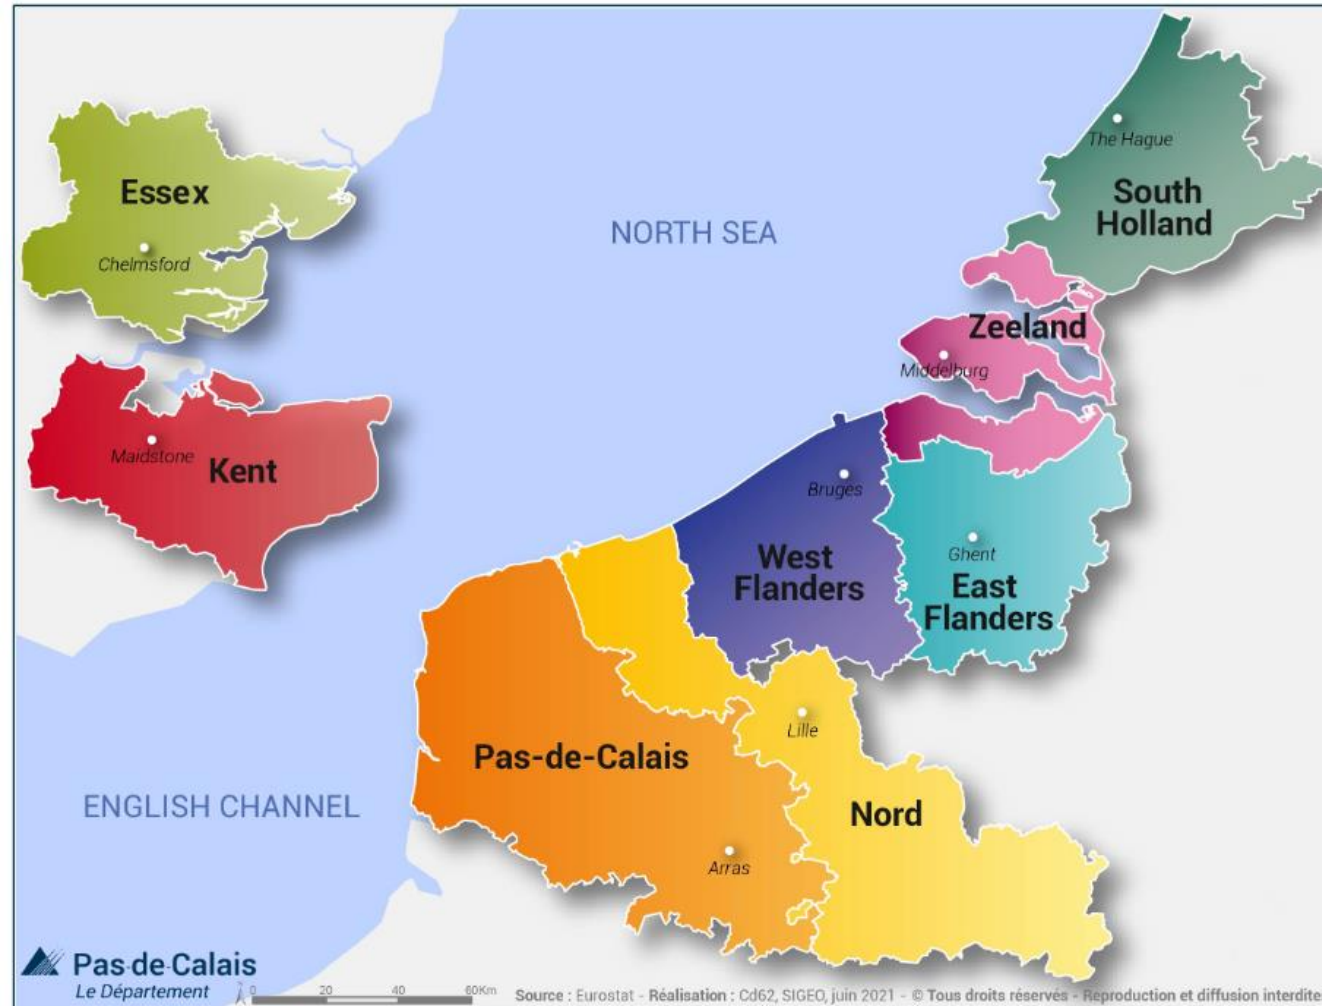 The Hague
South
Holland
Essex
NORTH SEA
Chelmsford
Zeeland
Middelburg
Maidstone
Kent
Bruges
Ghent
West
Flanders
East
Flanders
Lille
Pas-de-Calais
ENGLISH CHANNEL
Nord
Arras
Pas-de-Calais
Le Département
0 20 40 60Km
Source : Eurostat - Réalisation : Cd62, SIGEO, juin 2021 - © Tous droits réservés - Reproduction et diffusion interdite